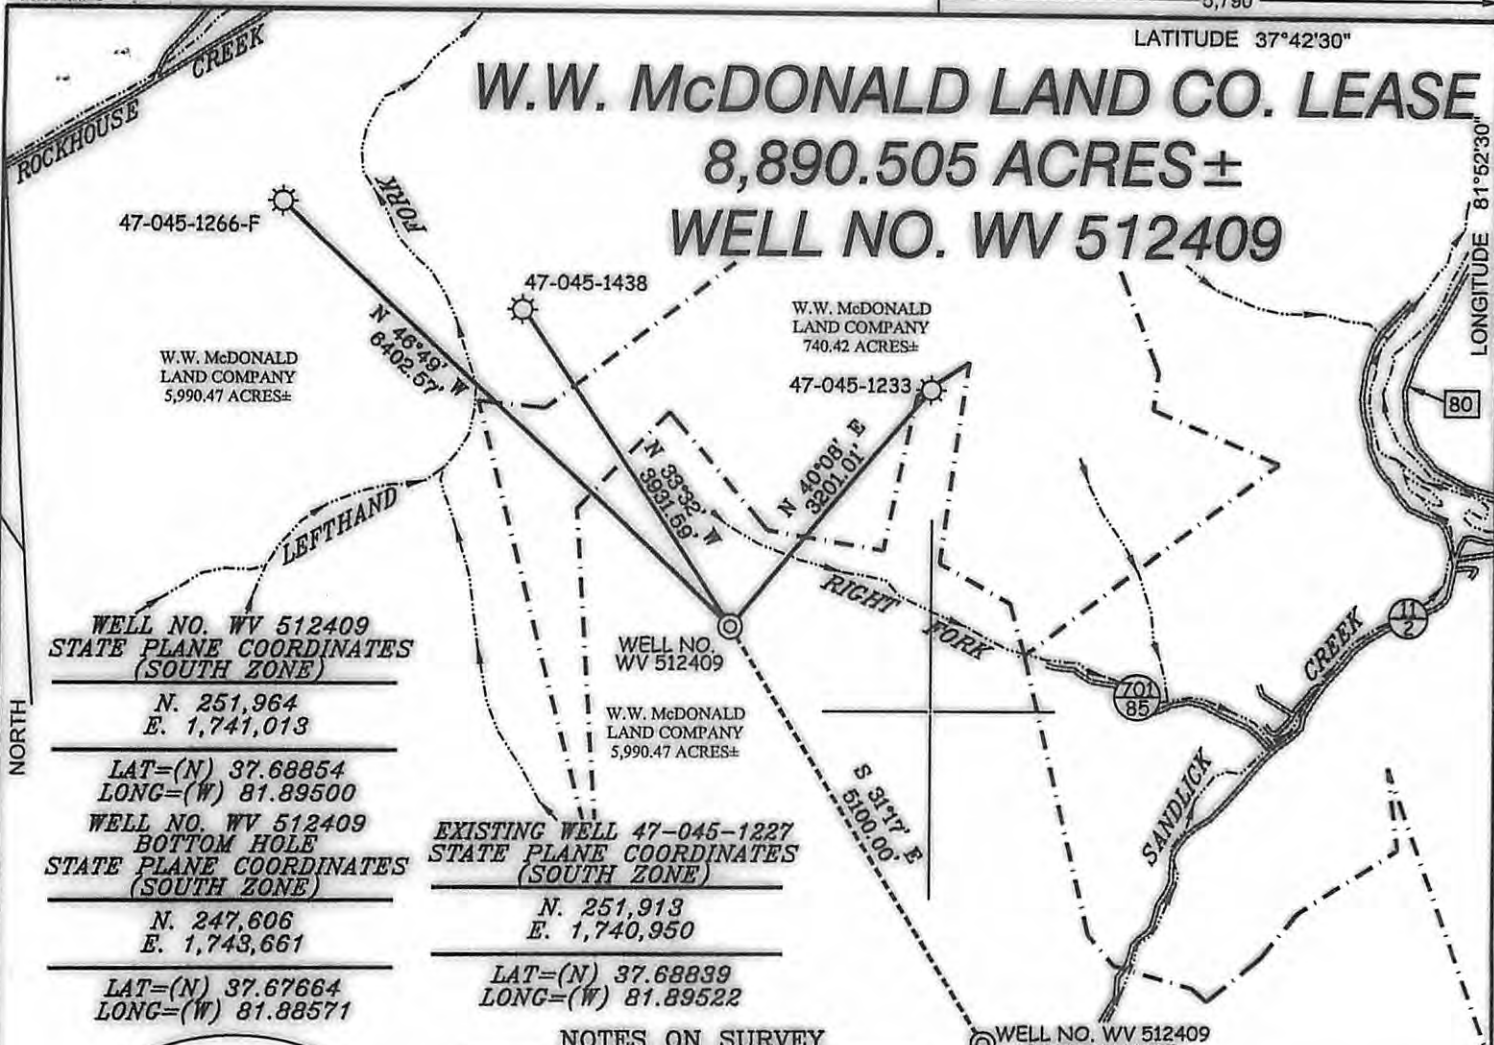 5,790
LATITUDE 37°42'30"
W.W. McDONALD LAND CO. LEASE
8,890.505 ACRES±
WELL NO. WV 512409
LONGITUDE 81°52'30"
ROCKHOUSE CREEK
47-045-1266-F
FORK
47-045-1438
W.W. McDONALD
LAND COMPANY
740.42 ACRES±
47-045-1233
80
N 46°49' W
6402.57'
W.W. McDONALD
LAND COMPANY
5,990.47 ACRES±
N 33°32' W
3931.59'
N 40°08' E
3201.01'
LEFTHAND
RIGHT FORK
WELL NO.
WV 512409
11
2
701
85
SANDLICK CREEK
W.W. McDONALD
LAND COMPANY
5,990.47 ACRES±
S 31°17' E
5100.00'
NORTH
WELL NO. WV 512409
STATE PLANE COORDINATES
(SOUTH ZONE)
N. 251,964
E. 1,741,013
LAT=(N) 37.68854
LONG=(W) 81.89500
WELL NO. WV 512409
BOTTOM HOLE
STATE PLANE COORDINATES
(SOUTH ZONE)
N. 247,606
E. 1,743,661
LAT=(N) 37.67664
LONG=(W) 81.88571
EXISTING WELL 47-045-1227
STATE PLANE COORDINATES
(SOUTH ZONE)
N. 251,913
E. 1,740,950
LAT=(N) 37.68839
LONG=(W) 81.89522
NOTES ON SURVEY
WELL NO. WV 512409